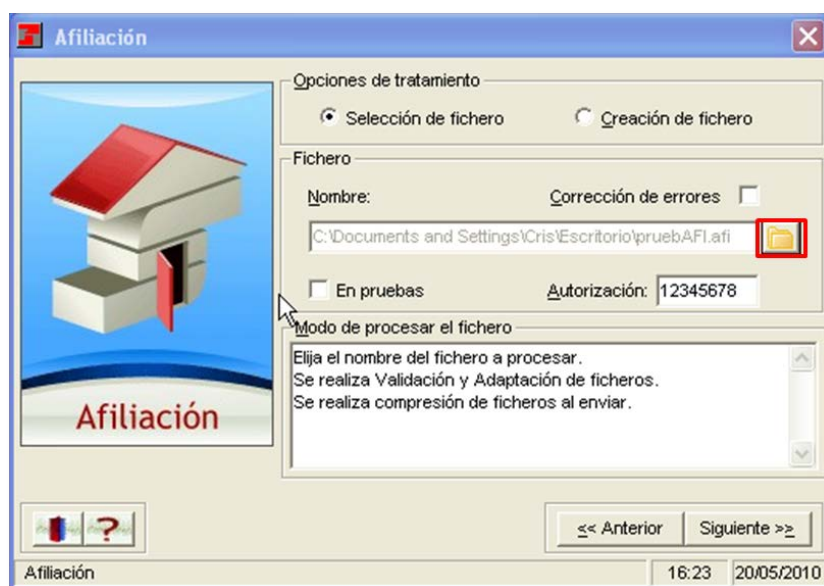 Afiliación
Opciones de tratamiento
Selección de fichero
Creación de fichero
Fichero
Nombre:
Corrección de errores
C:\Documents and Settings\Cris\Escritorio\pruebAFI.afi
En pruebas
Autorización: 12345678
Modo de procesar el fichero
Elija el nombre del fichero a procesar.
Se realiza Validación y Adaptación de ficheros.
Se realiza compresión de ficheros al enviar.
Afiliación
?
<< Anterior
Siguiente >>
Afiliación
16:23
20/05/2010